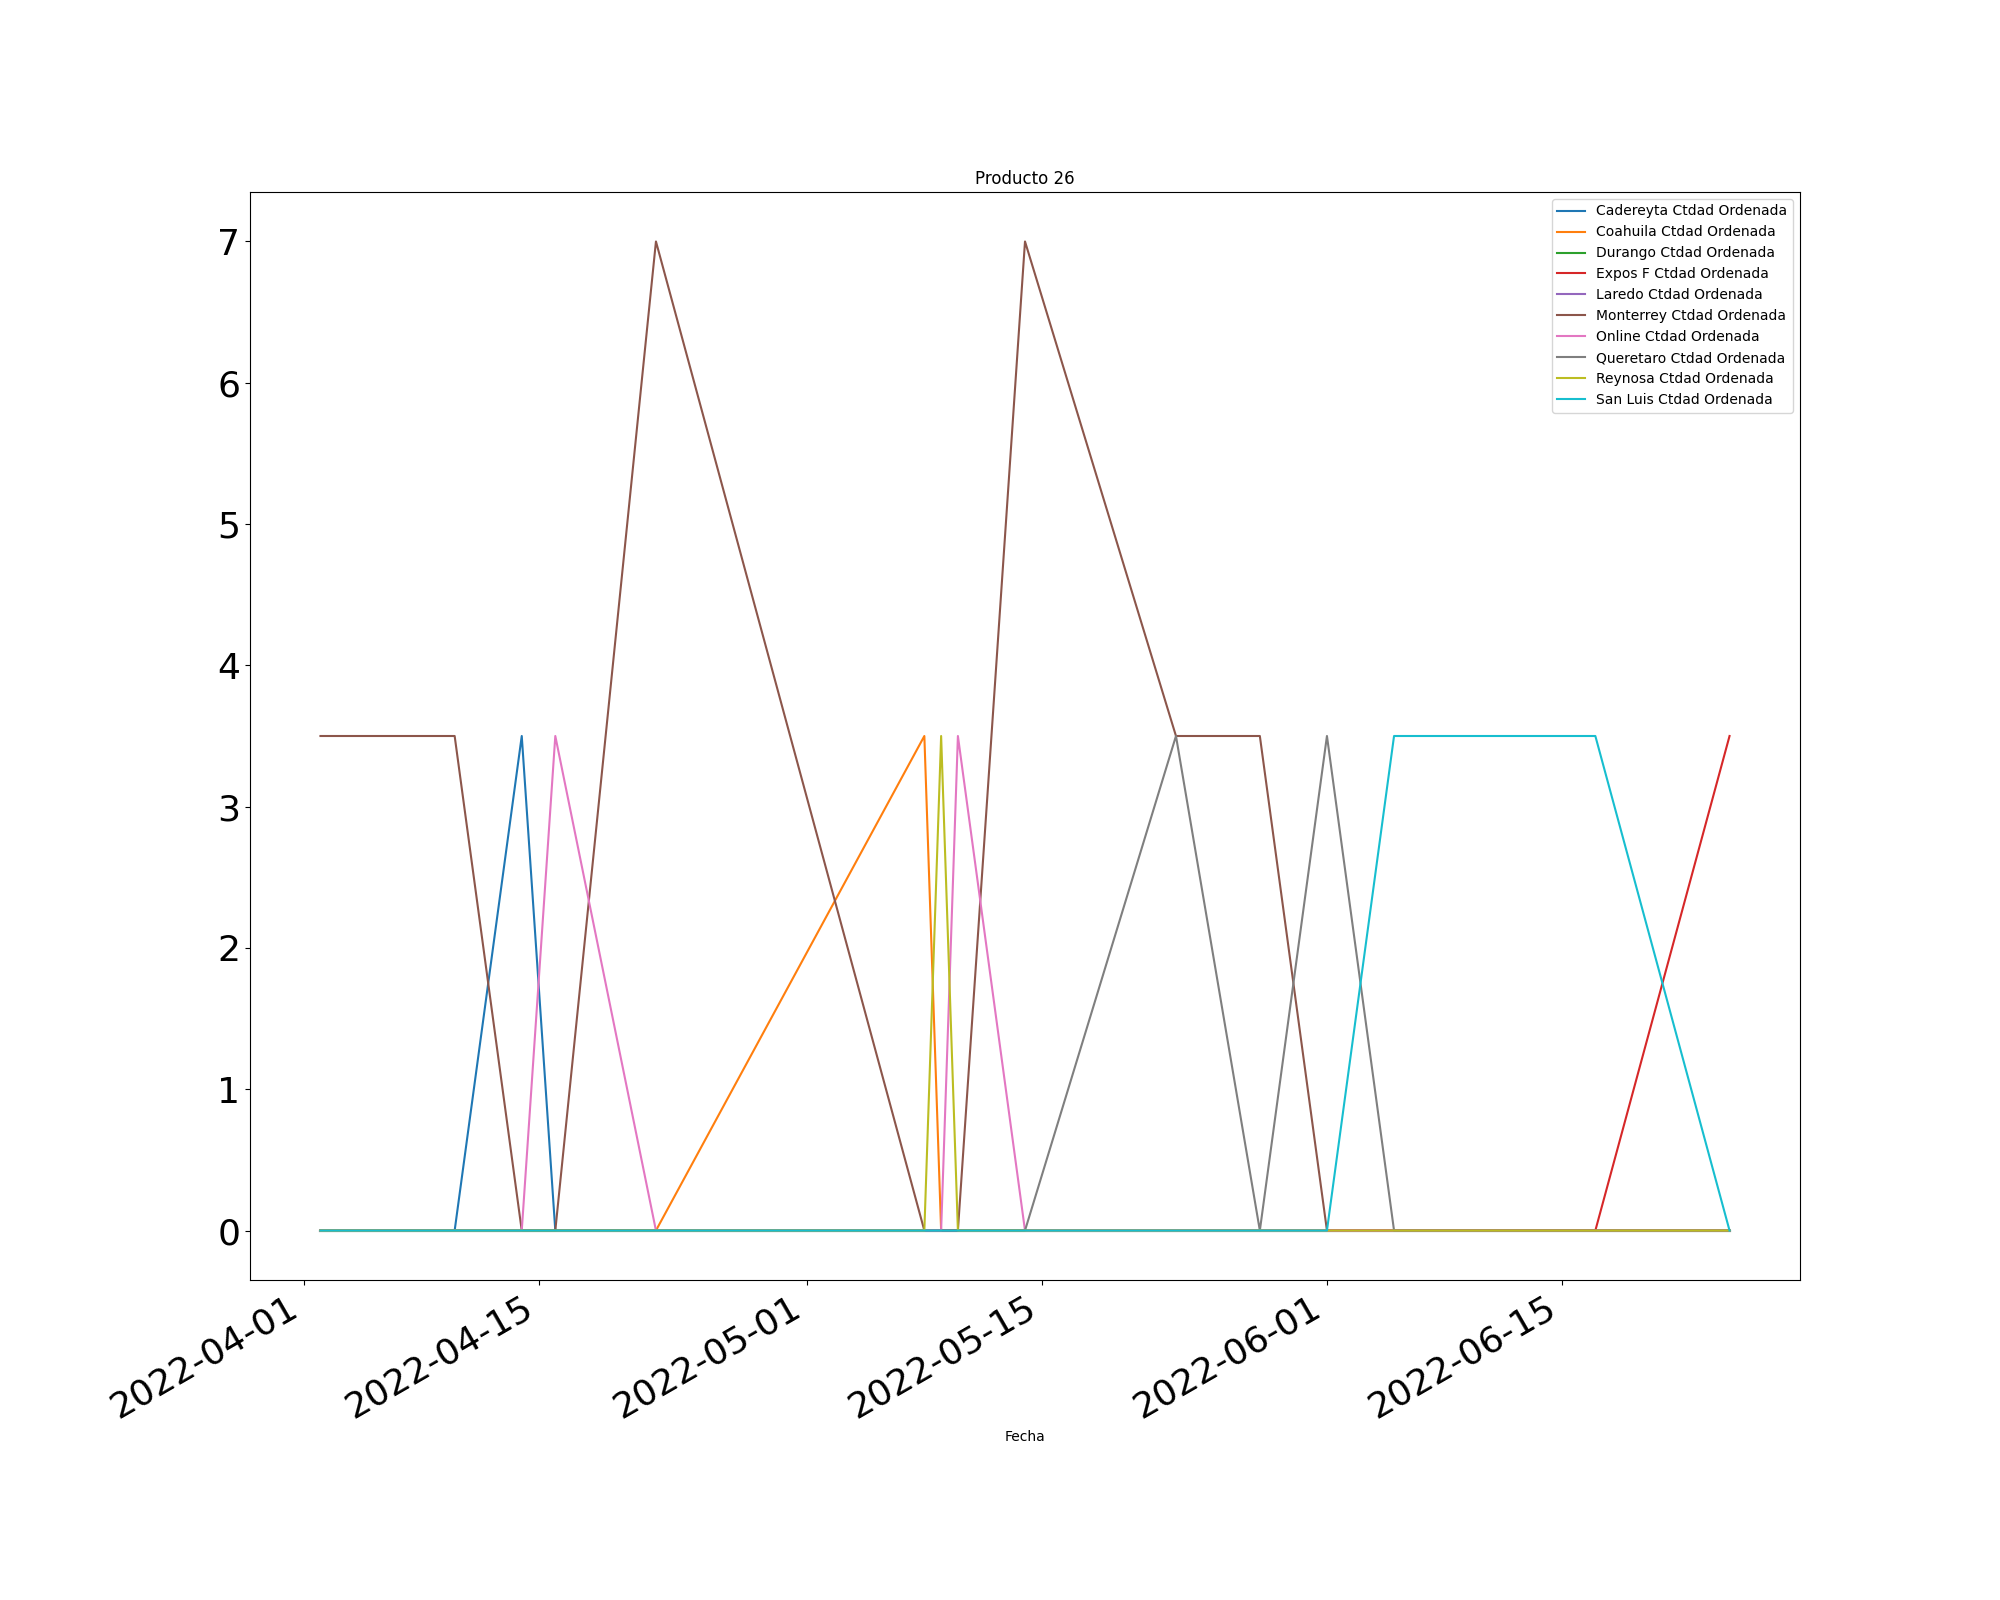 Producto 26
Cadereyta Ctdad Ordenada
Coahuila Ctdad Ordenada
Durango Ctdad Ordenada
Expos F Ctdad Ordenada
Laredo Ctdad Ordenada
Monterrey Ctdad Ordenada
Online Ctdad Ordenada
Queretaro Ctdad Ordenada
Reynosa Ctdad Ordenada
San Luis Ctdad Ordenada
7
6
5
4
3
2
1
0
2022-04-01
2022-04-15
2022-05-01
2022-05-15
2022-06-01
2022-06-15
Fecha